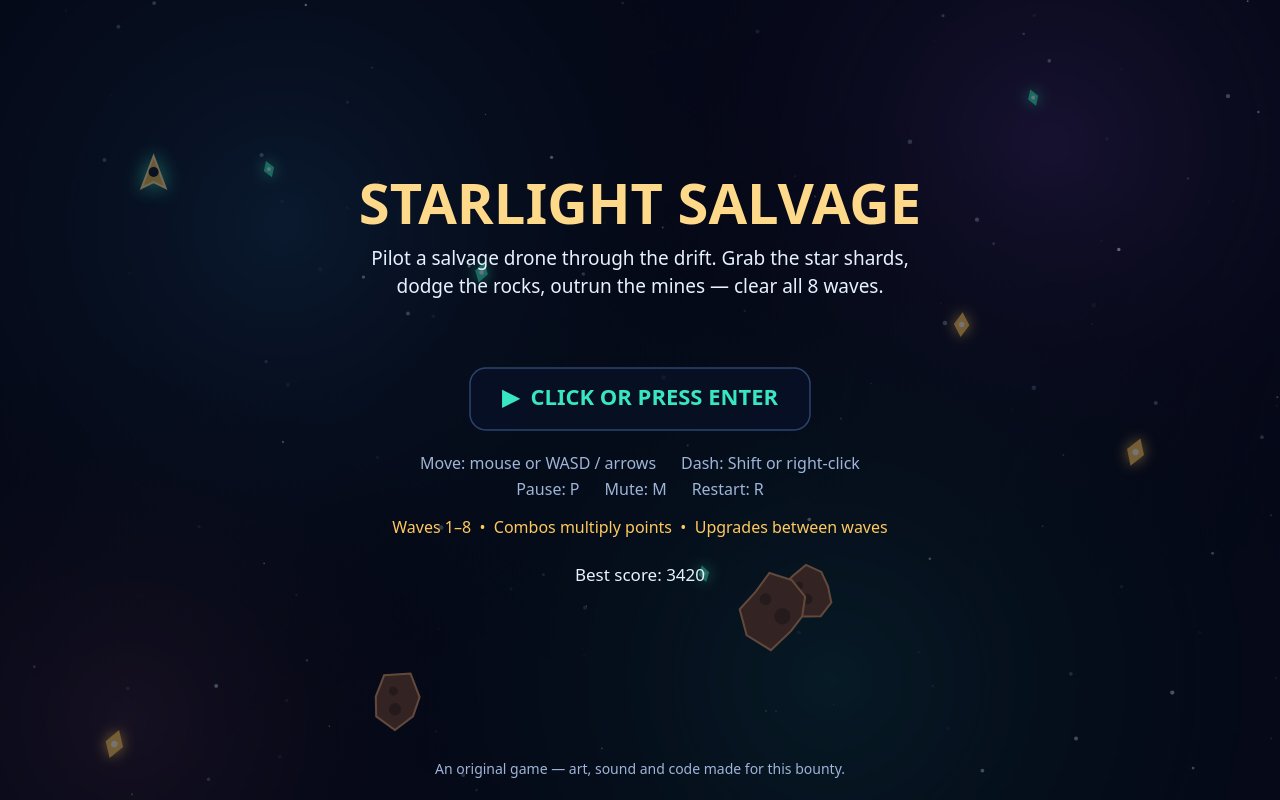 STARLIGHT SALVAGE
Pilot a salvage drone through the drift. Grab the star shards,
dodge the rocks, outrun the mines — clear all 8 waves.
▶ CLICK OR PRESS ENTER
Move: mouse or WASD / arrows Dash: Shift or right-click
Pause: P Mute: M Restart: R
Waves 1–8 • Combos multiply points • Upgrades between waves
Best score: 3420
An original game — art, sound and code made for this bounty.